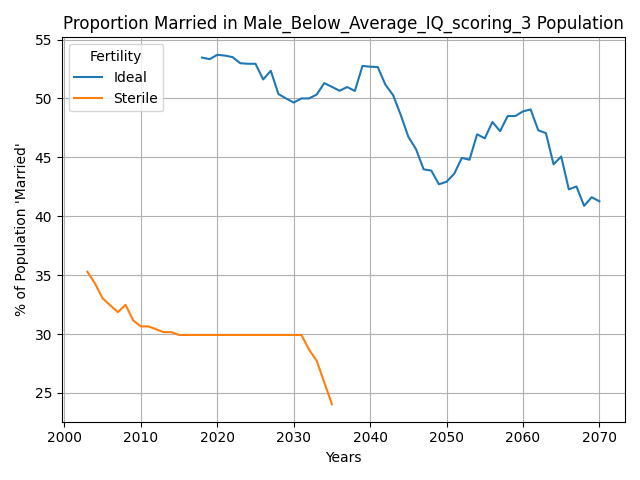 Proportion Married in Male_Below_Average_IQ_scoring_3 Population
% of Population 'Married'
55
50
45
40
35
30
25
Fertility
Ideal
Sterile
2000 2010 2020 2030 2040 2050 2060 2070
Years